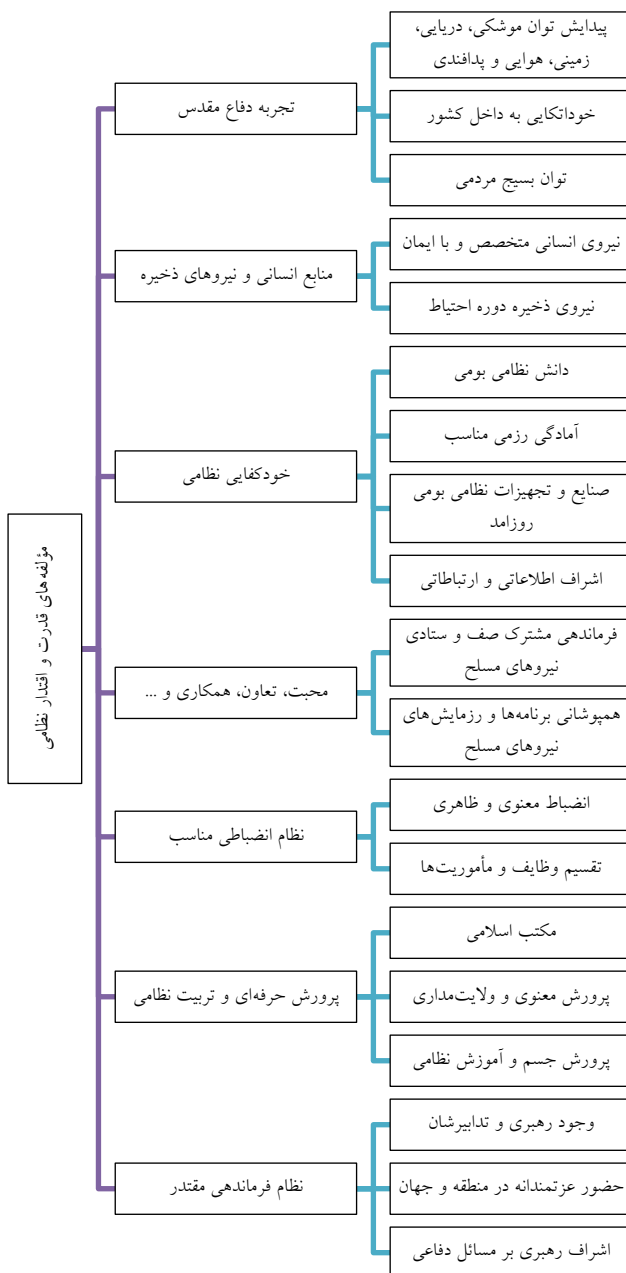 مؤلفه‌های قدرت و اقتدار نظامی
تجربه دفاع مقدس
پیدایش توان موشکی، دریایی،
زمینی، هوایی و پدافندی
خوداتکایی به داخل کشور
توان بسیج مردمی
منابع انسانی و نیروهای ذخیره
نیروی انسانی متخصص و با ایمان
نیروی ذخیره دوره احتیاط
خودکفایی نظامی
دانش نظامی بومی
آمادگی رزمی مناسب
صنایع و تجهیزات نظامی بومی
روزامد
اشراف اطلاعاتی و ارتباطاتی
محبت، تعاون، همکاری و ...
فرماندهی مشترک صف و ستادی
نیروهای مسلح
همپوشانی برنامه‌ها و رزمایش‌های
نیروهای مسلح
نظام انضباطی مناسب
انضباط معنوی و ظاهری
تقسیم وظایف و مأموریت‌ها
پرورش حرفه‌ای و تربیت نظامی
مکتب اسلامی
پرورش معنوی و ولایت‌مداری
پرورش جسم و آموزش نظامی
نظام فرماندهی مقتدر
وجود رهبری و تدابیرشان
حضور عزتمندانه در منطقه و جهان
اشراف رهبری بر مسائل دفاعی